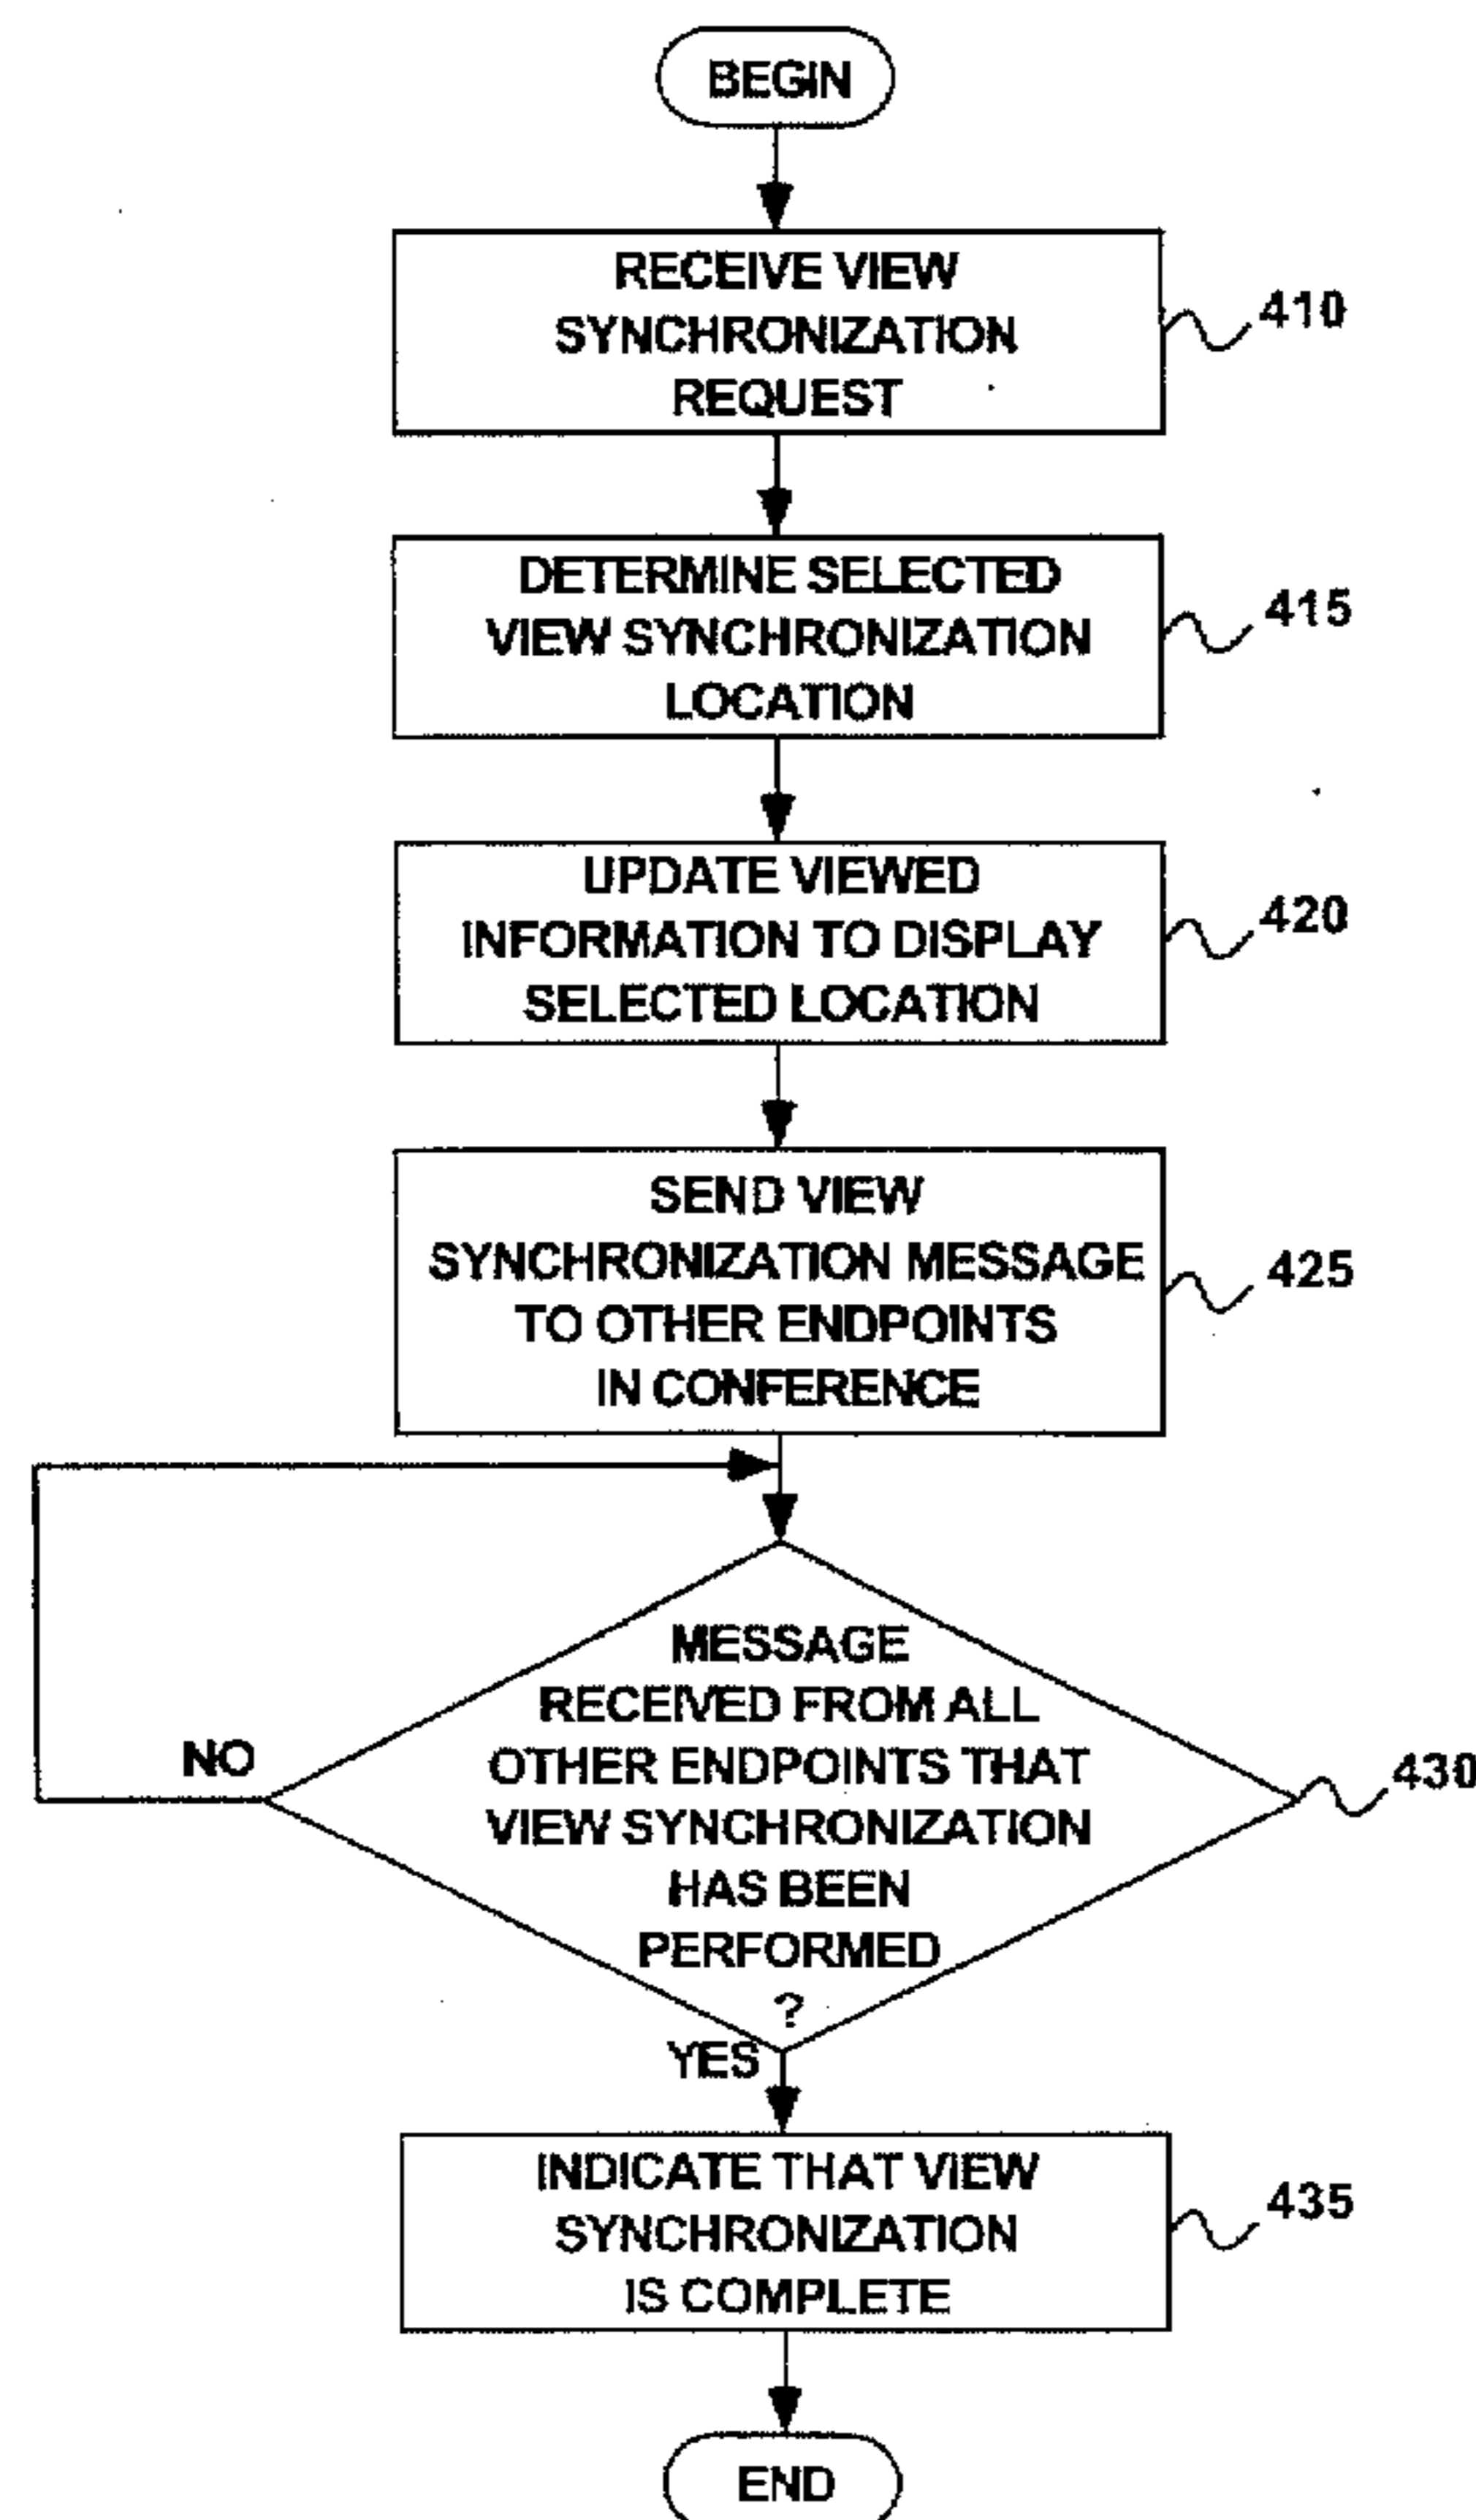 BEGIN
RECEIVE VIEW
SYNCHRONIZATION
REQUEST
410
DETERMINE SELECTED
VIEW SYNCHRONIZATION
LOCATION
415
UPDATE VIEWED
INFORMATION TO DISPLAY
SELECTED LOCATION
420
SEND VIEW
SYNCHRONIZATION MESSAGE
TO OTHER ENDPOINTS
IN CONFERENCE
425
MESSAGE
RECEIVED FROM ALL
OTHER ENDPOINTS THAT
VIEW SYNCHRONIZATION
HAS BEEN
PERFORMED
?
NO
430
YES
INDICATE THAT VIEW
SYNCHRONIZATION
IS COMPLETE
435
END